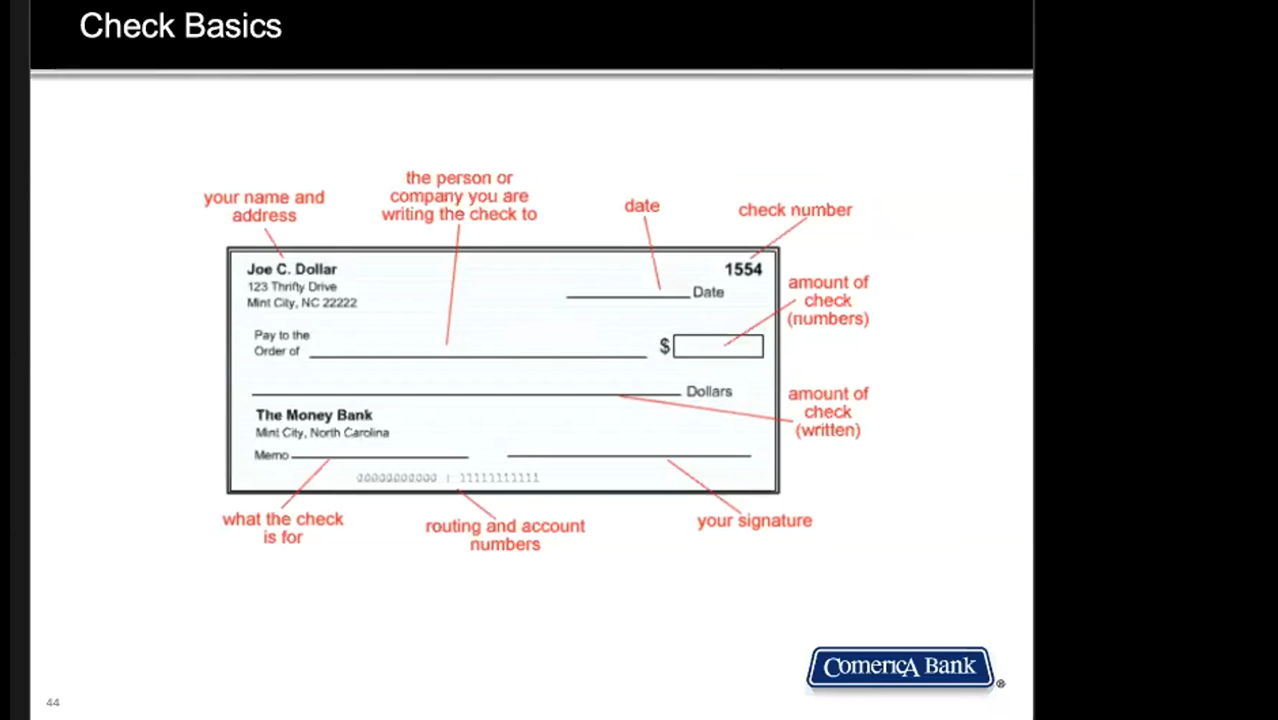 Check Basics
the person or
company you are
writing the check to
your name and
address
date
check number
Joe C. Dollar
123 Thrifty Drive
Mint City, NC 22222
1554
Date
amount of
check
(numbers)
Pay to the
Order of
$
Dollars
amount of
check
(written)
The Money Bank
Mint City, North Carolina
Memo
00000000000 | 11111111111
what the check
is for
routing and account
numbers
your signature
ComericA Bank
®
44